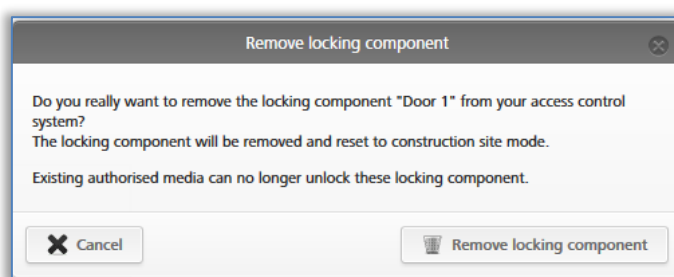 Remove locking component
Do you really want to remove the locking component "Door 1" from your access control
system?
The locking component will be removed and reset to construction site mode.
Existing authorised media can no longer unlock these locking component.
Cancel
Remove locking component